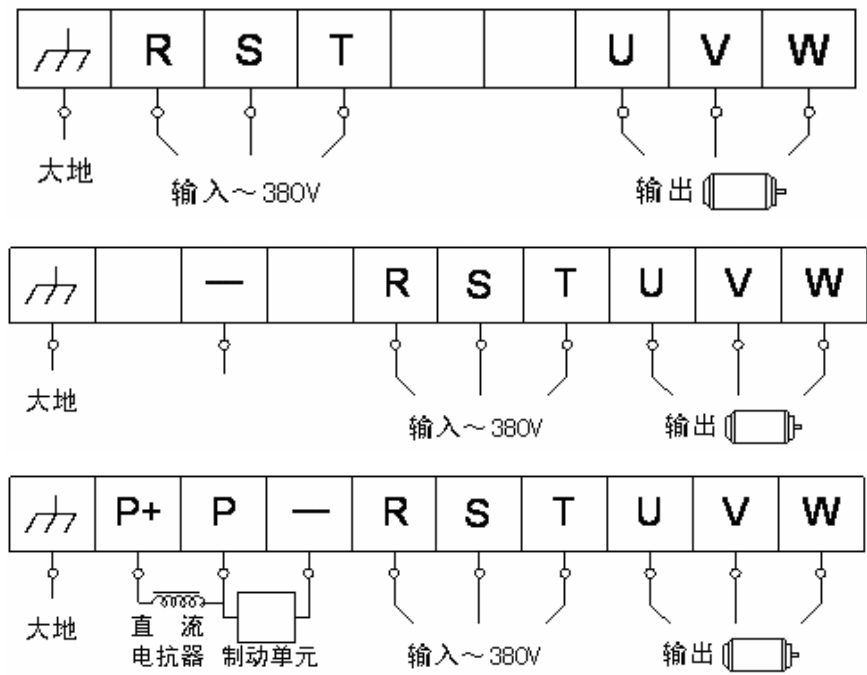 R S T U V W
大地 输入～380V 输出
— R S T U V W
大地 输入～380V 输出
P+ P — R S T U V W
大地 直流电抗器 制动单元 输入～380V 输出